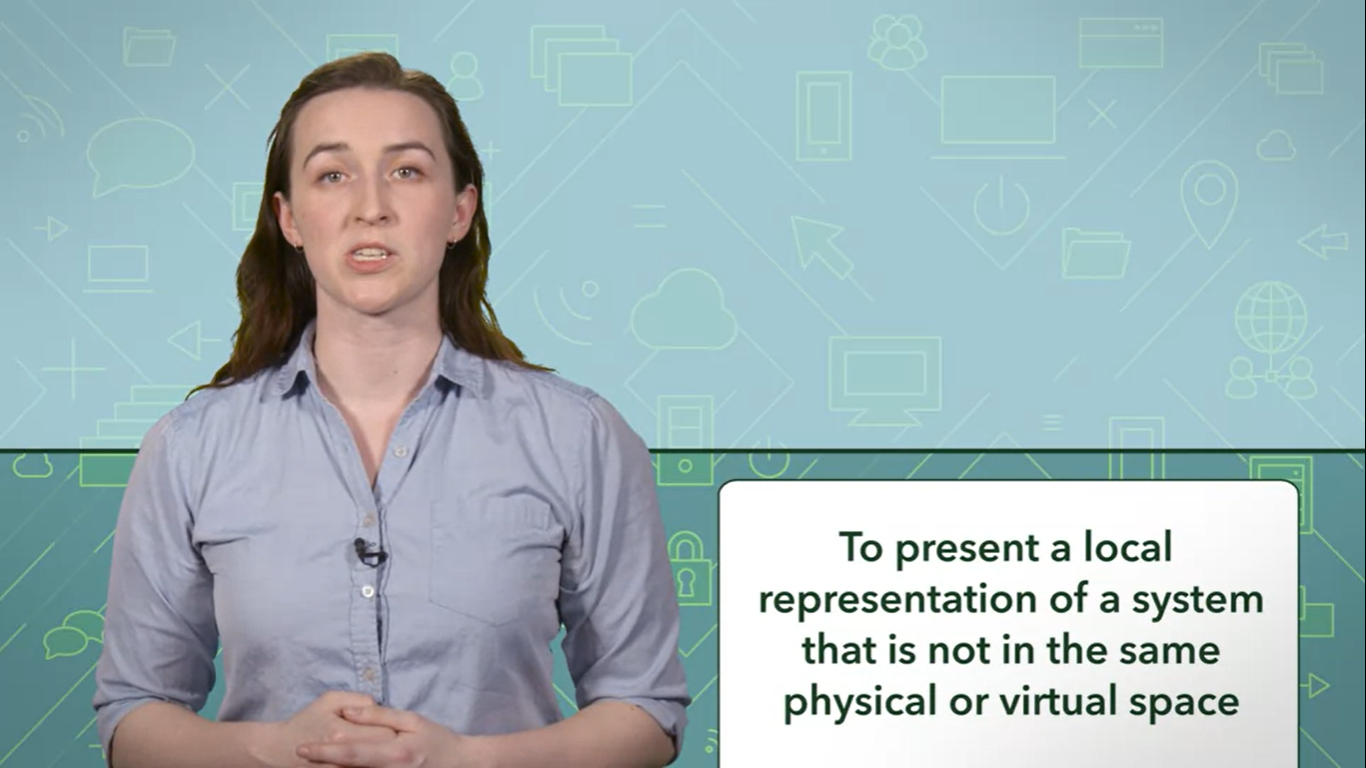 To present a local
representation of a system
that is not in the same
physical or virtual space